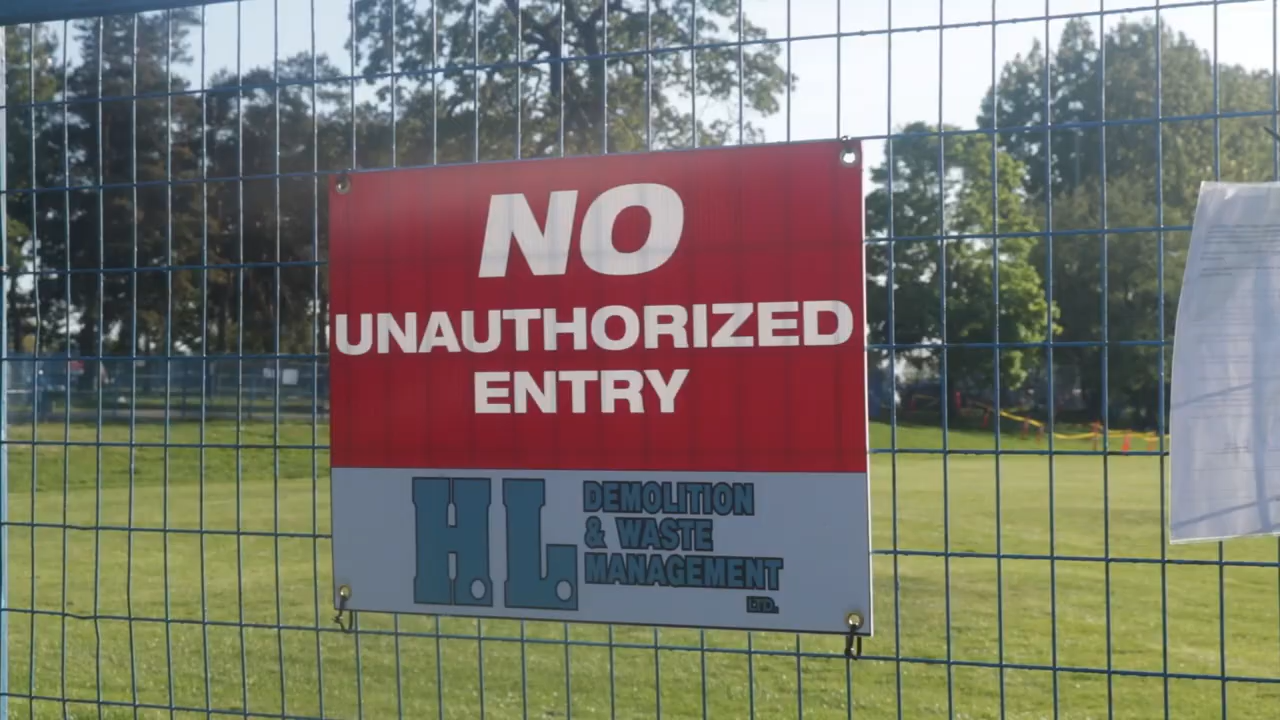 NO
UNAUTHORIZED
ENTRY
H.L.
DEMOLITION
& WASTE
MANAGEMENT
LTD.